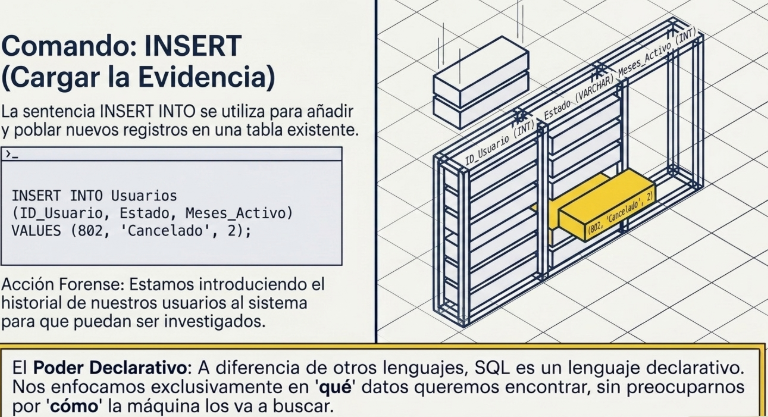 Comando: INSERT
(Cargar la Evidencia)
La sentencia INSERT INTO se utiliza para añadir
y poblar nuevos registros en una tabla existente.
›_
INSERT INTO Usuarios
(ID_Usuario, Estado, Meses_Activo)
VALUES (802, 'Cancelado', 2);
Acción Forense: Estamos introduciendo el
historial de nuestros usuarios al sistema
para que puedan ser investigados.
ID_Usuario (INT) Estado (VARCHAR) Meses_Activo (INT)
(802, 'Cancelado', 2)
El Poder Declarativo: A diferencia de otros lenguajes, SQL es un lenguaje declarativo.
Nos enfocamos exclusivamente en 'qué' datos queremos encontrar, sin preocuparnos
por 'cómo' la máquina los va a buscar.